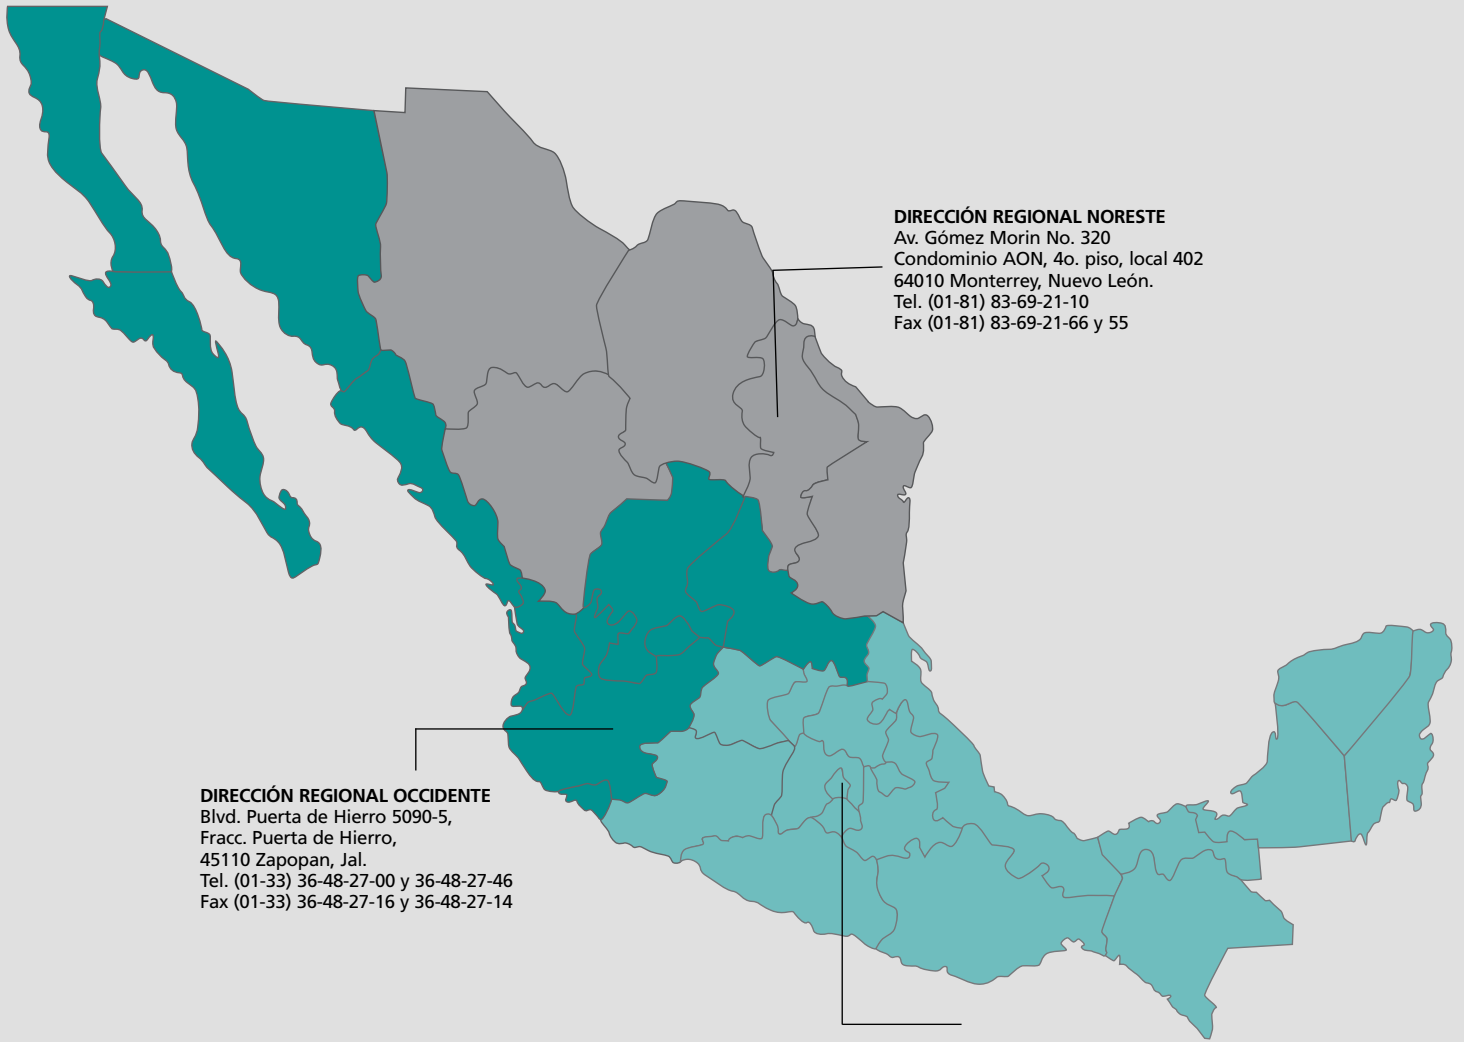 DIRECCIÓN REGIONAL NORESTE
Av. Gómez Morin No. 320
Condominio AON, 4o. piso, local 402
64010 Monterrey, Nuevo León.
Tel. (01-81) 83-69-21-10
Fax (01-81) 83-69-21-66 y 55
DIRECCIÓN REGIONAL OCCIDENTE
Blvd. Puerta de Hierro 5090-5,
Fracc. Puerta de Hierro,
45110 Zapopan, Jal.
Tel. (01-33) 36-48-27-00 y 36-48-27-46
Fax (01-33) 36-48-27-16 y 36-48-27-14